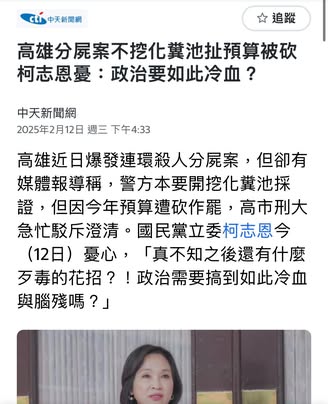 cti 中天新聞網
追蹤
高雄分屍案不挖化糞池扯預算被砍
柯志恩憂：政治要如此冷血？
中天新聞網
2025年2月12日 週三 下午4:33
高雄近日爆發連環殺人分屍案，但卻有
媒體報導稱，警方本要開挖化糞池採
證，但因今年預算遭砍作罷，高市刑大
急忙駁斥澄清。國民黨立委柯志恩今
（12日）憂心，「真不知之後還有什麼
歹毒的花招？！政治需要搞到如此冷血
與腦殘嗎？」